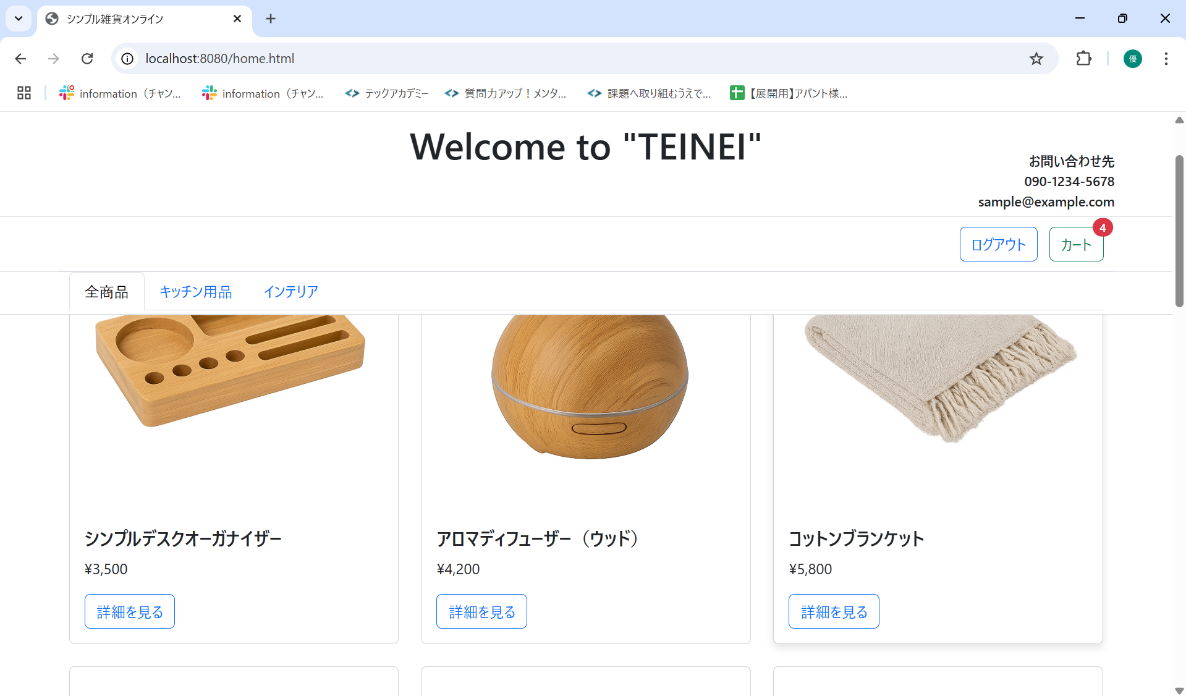 シンプル雑貨オンライン
localhost:8080/home.html
優
information（チャン...
information（チャン...
テックアカデミー
質問力アップ！メンタ...
課題へ取り組むうえで...
【展開用】アバント様...
Welcome to "TEINEI"
お問い合わせ先
090-1234-5678
sample@example.com
ログアウト
カート
4
全商品
キッチン用品
インテリア
シンプルデスクオーガナイザー
¥3,500
詳細を見る
アロマディフューザー（ウッド）
¥4,200
詳細を見る
コットンブランケット
¥5,800
詳細を見る